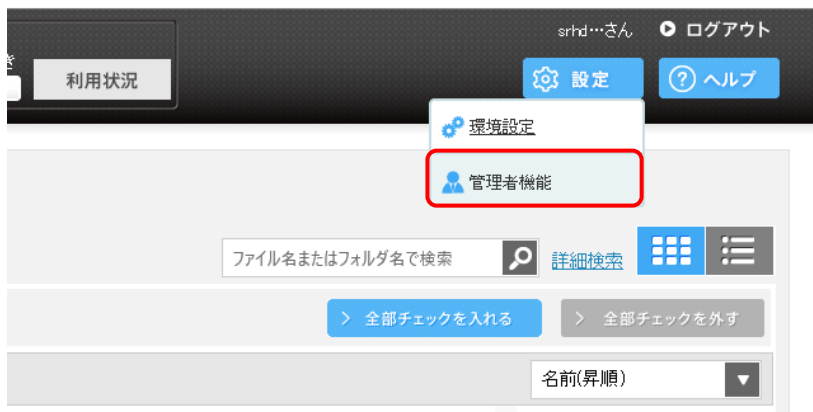 srhd…さん ログアウト
き
利用状況 設定 ヘルプ
環境設定
管理者機能
ファイル名またはフォルダ名で検索 詳細検索
全部チェックを入れる 全部チェックを外す
名前(昇順)